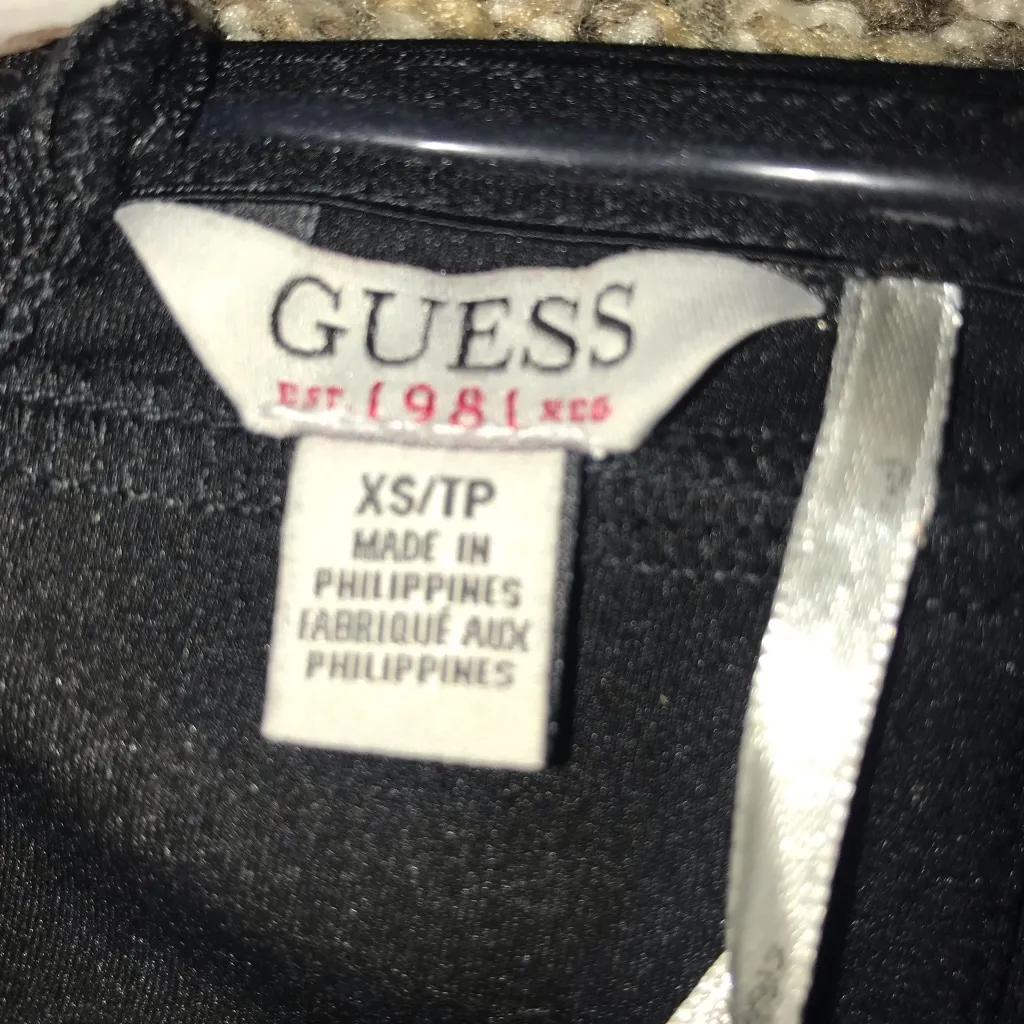 GUESS
EST. 1981 REG
XS/TP
MADE IN
PHILIPPINES
FABRIQUÉ AUX
PHILIPPINES